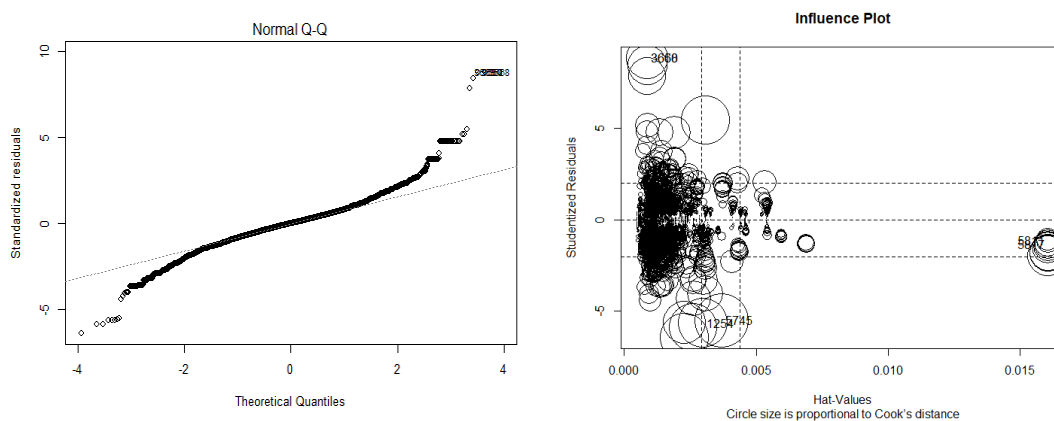 Normal Q-Q
Standardized residuals
10
5
0
-5
-4
-2
0
2
4
Theoretical Quantiles
Influence Plot
Studentized Residuals
5
0
-5
3660
1254
5745
0.000
0.005
0.010
0.015
Hat-Values
Circle size is proportional to Cook's distance